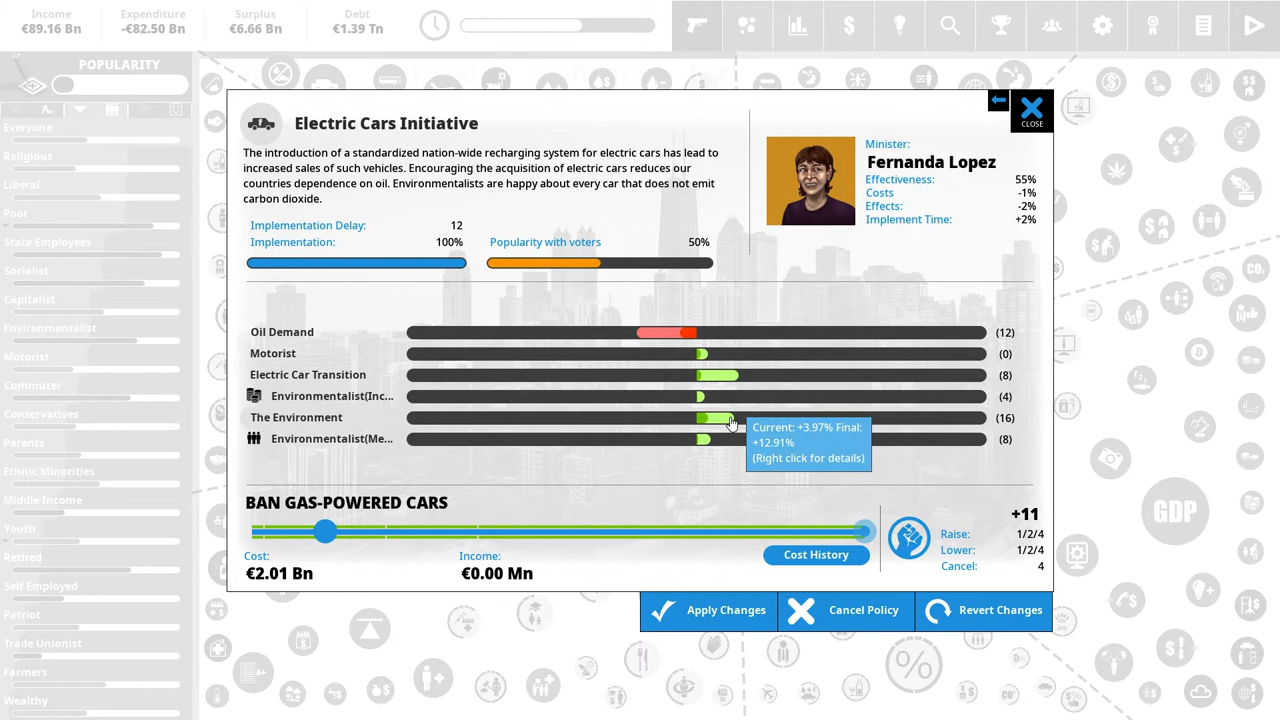 Income
Expenditure
Surplus
Debt
€89.16 Bn
-€82.50 Bn
€6.66 Bn
€1.39 Tn
POPULARITY
Everyone
Religious
Liberal
Poor
State Employees
Socialist
Capitalist
Environmentalist
Motorist
Commuter
Conservatives
Parents
Ethnic Minorities
Middle Income
Youth
Retired
Self Employed
Patriot
Trade Unionist
Farmers
Wealthy
Electric Cars Initiative
The introduction of a standardized nation-wide recharging system for electric cars has lead to
increased sales of such vehicles. Encouraging the acquisition of electric cars reduces our
countries dependence on oil. Environmentalists are happy about every car that does not emit
carbon dioxide.
Implementation Delay: 12
Implementation: 100%
Popularity with voters 50%
CLOSE
Minister:
Fernanda Lopez
Effectiveness: 55%
Costs -1%
Effects: -2%
Implement Time: +2%
Oil Demand (12)
Motorist (0)
Electric Car Transition (8)
Environmentalist(Inc... (4)
The Environment (16)
Environmentalist(Me... (8)
Current: +3.97% Final:
+12.91%
(Right click for details)
BAN GAS-POWERED CARS
Cost:
€2.01 Bn
Income:
€0.00 Mn
Cost History
+11
Raise: 1/2/4
Lower: 1/2/4
Cancel: 4
Apply Changes
Cancel Policy
Revert Changes
GDP